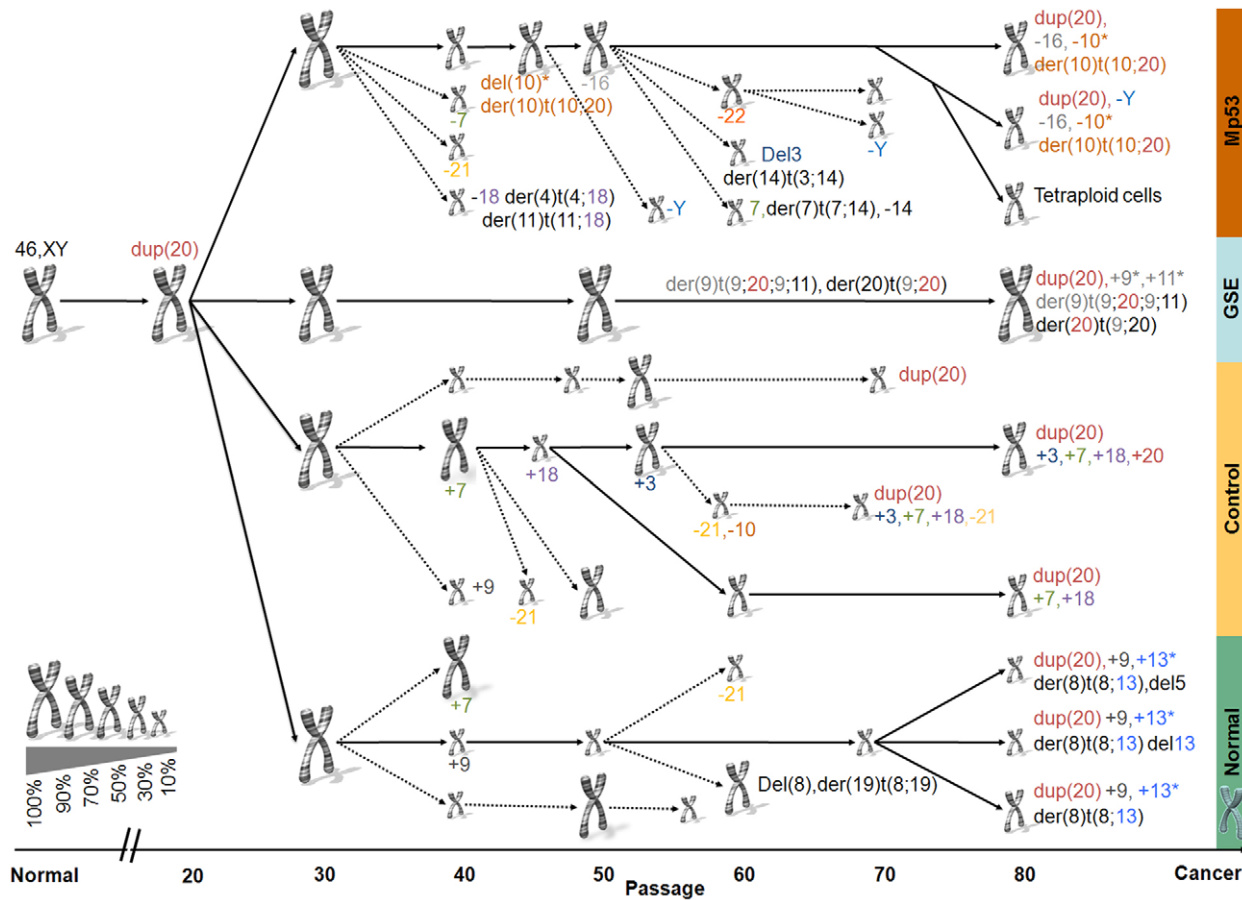 dup(20),
-16, -10*
der(10)t(10;20)
del(10)*
der(10)t(10;20)
-16
-7
-22
dup(20), -Y
-16, -10*
der(10)t(10;20)
-Y
-21
Del3
der(14)t(3;14)
-18 der(4)t(4;18)
der(11)t(11;18)
-Y
7,der(7)t(7;14), -14
Tetraploid cells
Mp53
46,XY
dup(20)
der(9)t(9;20;9;11), der(20)t(9;20)
dup(20),+9*,+11*
der(9)t(9;20;9;11)
der(20)t(9;20)
GSE
dup(20)
+7
+18
+3
dup(20)
+3,+7,+18,+20
-21,-10
dup(20)
+3,+7,+18,-21
+9
-21
dup(20)
+7,+18
Control
+7
-21
+9
Del(8),der(19)t(8;19)
dup(20),+9,+13*
der(8)t(8;13),del5
dup(20) +9,+13*
der(8)t(8;13) del13
dup(20) +9, +13*
der(8)t(8;13)
Normal
100%
90%
70%
50%
30%
10%
Normal
20
30
40
50
60
70
80
Cancer
Passage